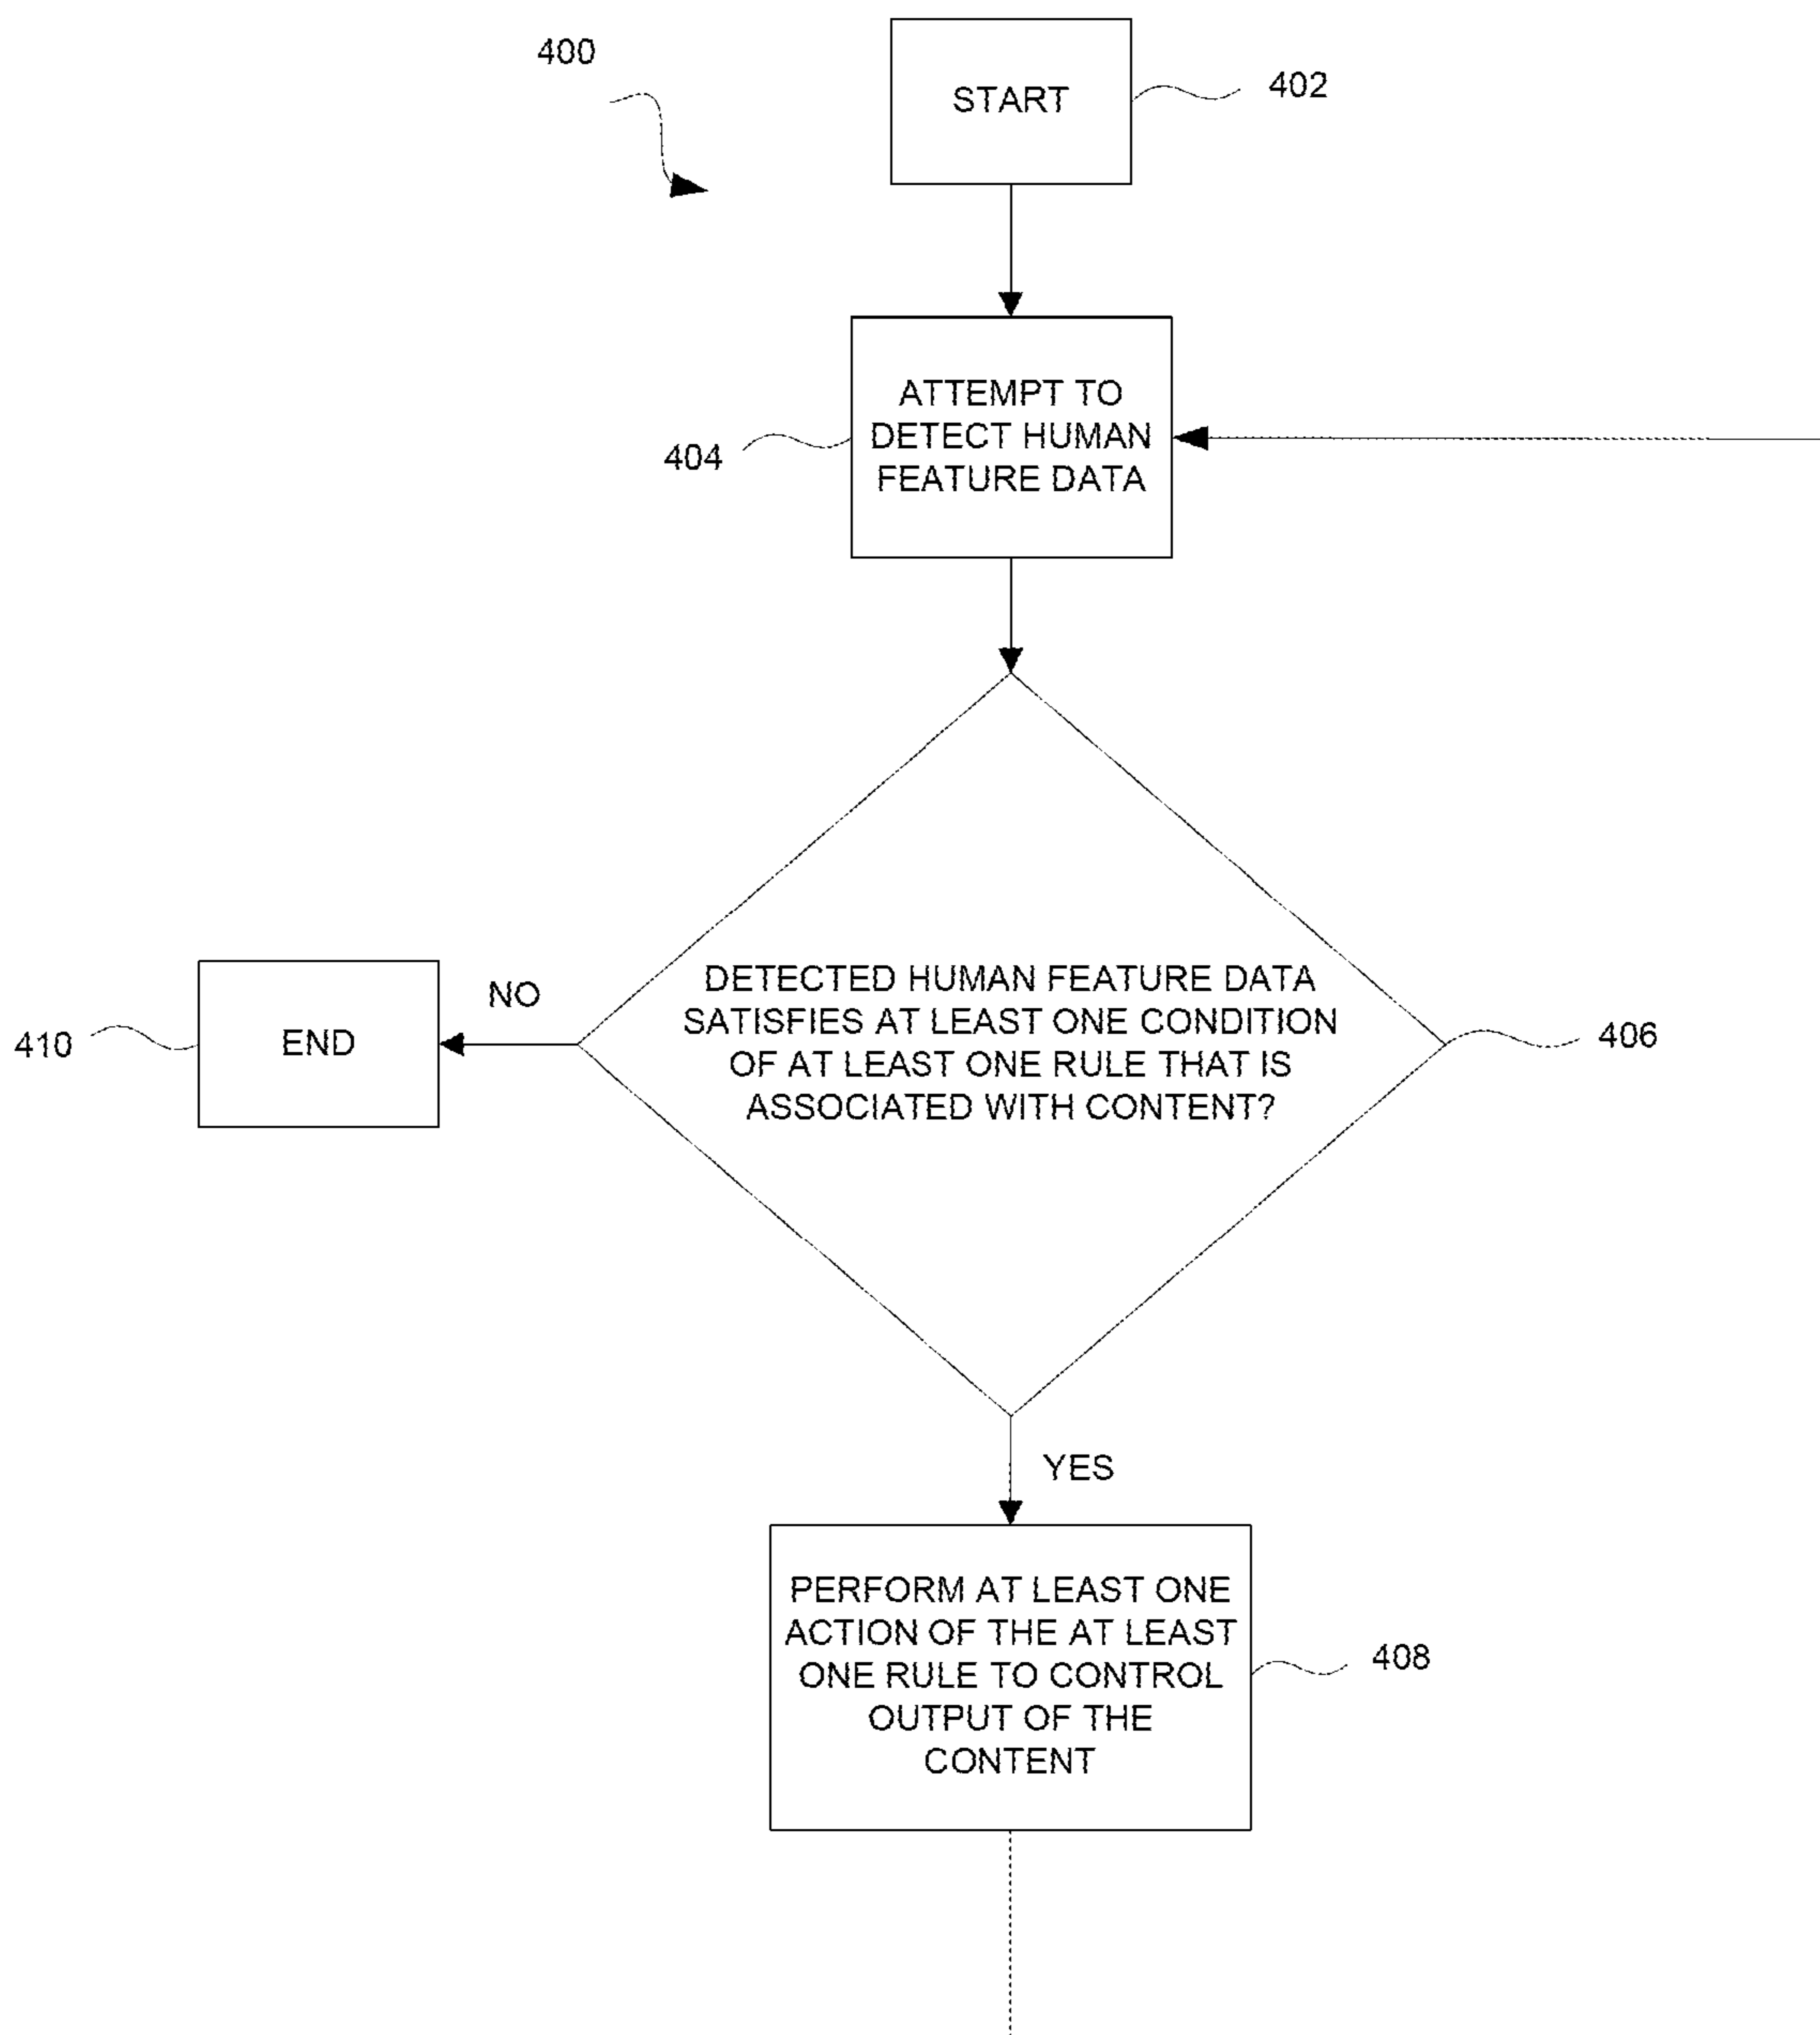 400
START
402
ATTEMPT TO
DETECT HUMAN
FEATURE DATA
404
DETECTED HUMAN FEATURE DATA
SATISFIES AT LEAST ONE CONDITION
OF AT LEAST ONE RULE THAT IS
ASSOCIATED WITH CONTENT?
406
NO
END
410
YES
PERFORM AT LEAST ONE
ACTION OF THE AT LEAST
ONE RULE TO CONTROL
OUTPUT OF THE
CONTENT
408